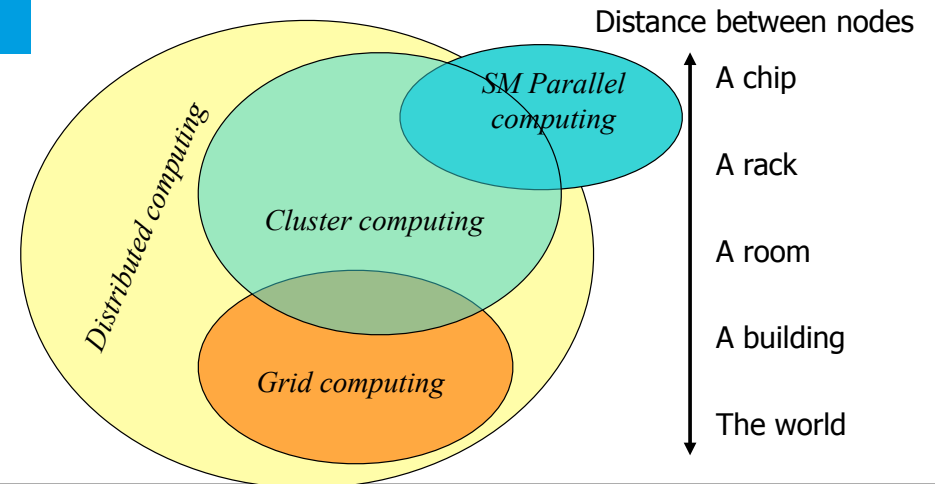 Distance between nodes
SM Parallel
computing
A chip
Distributed computing
A rack
Cluster computing
A room
A building
Grid computing
The world